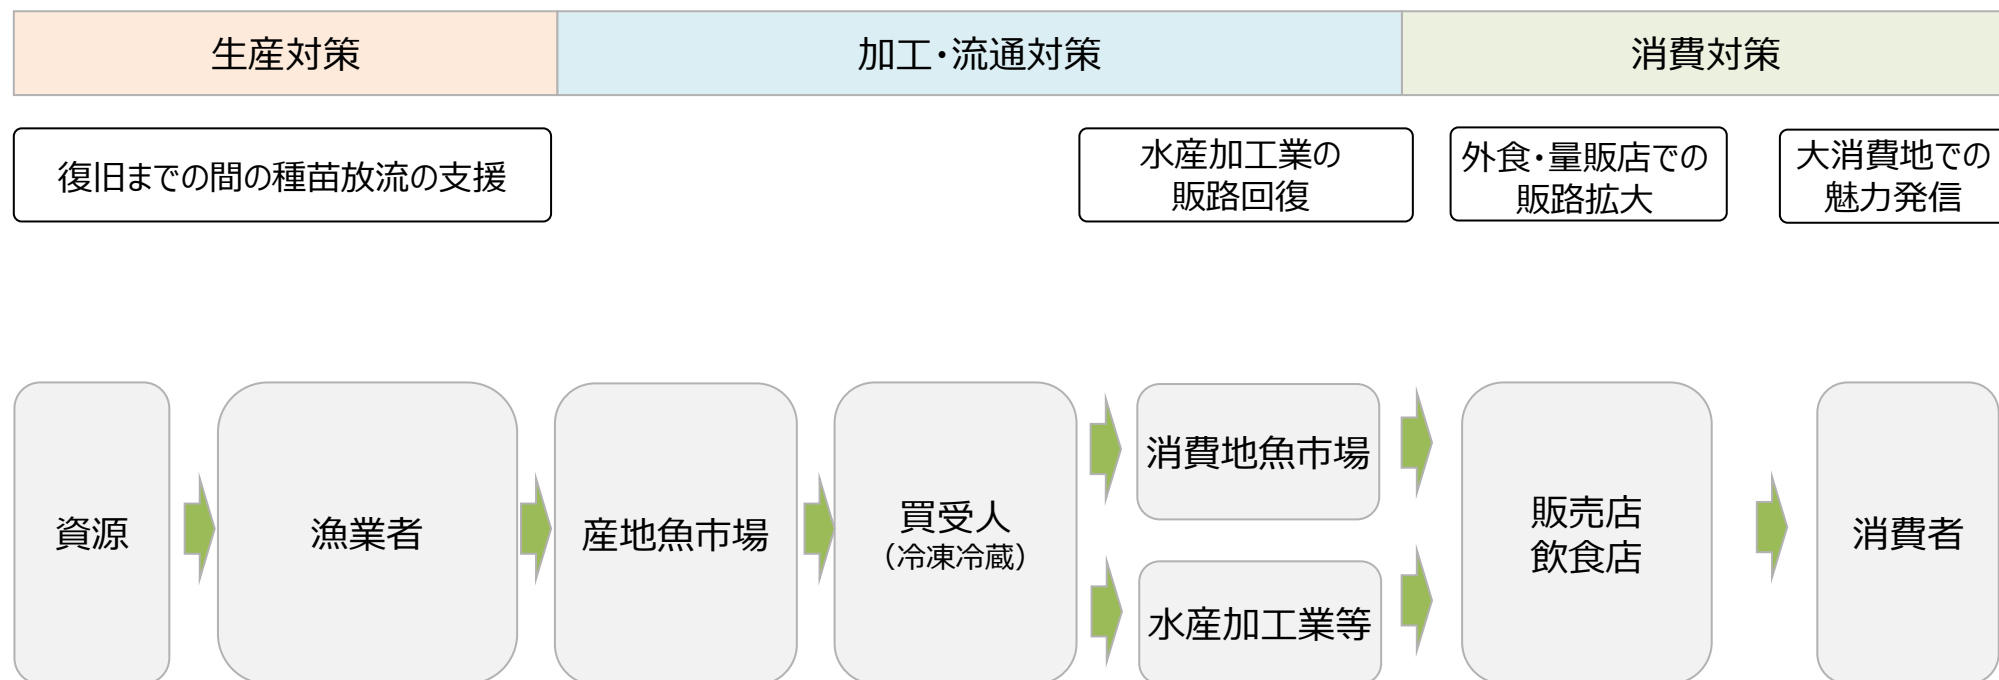 生産対策
加工・流通対策
消費対策
復旧までの間の種苗放流の支援
水産加工業の
販路回復
外食・量販店での
販路拡大
大消費地での
魅力発信
資源
漁業者
産地魚市場
買受人
（冷凍冷蔵）
消費地魚市場
水産加工業等
販売店
飲食店
消費者